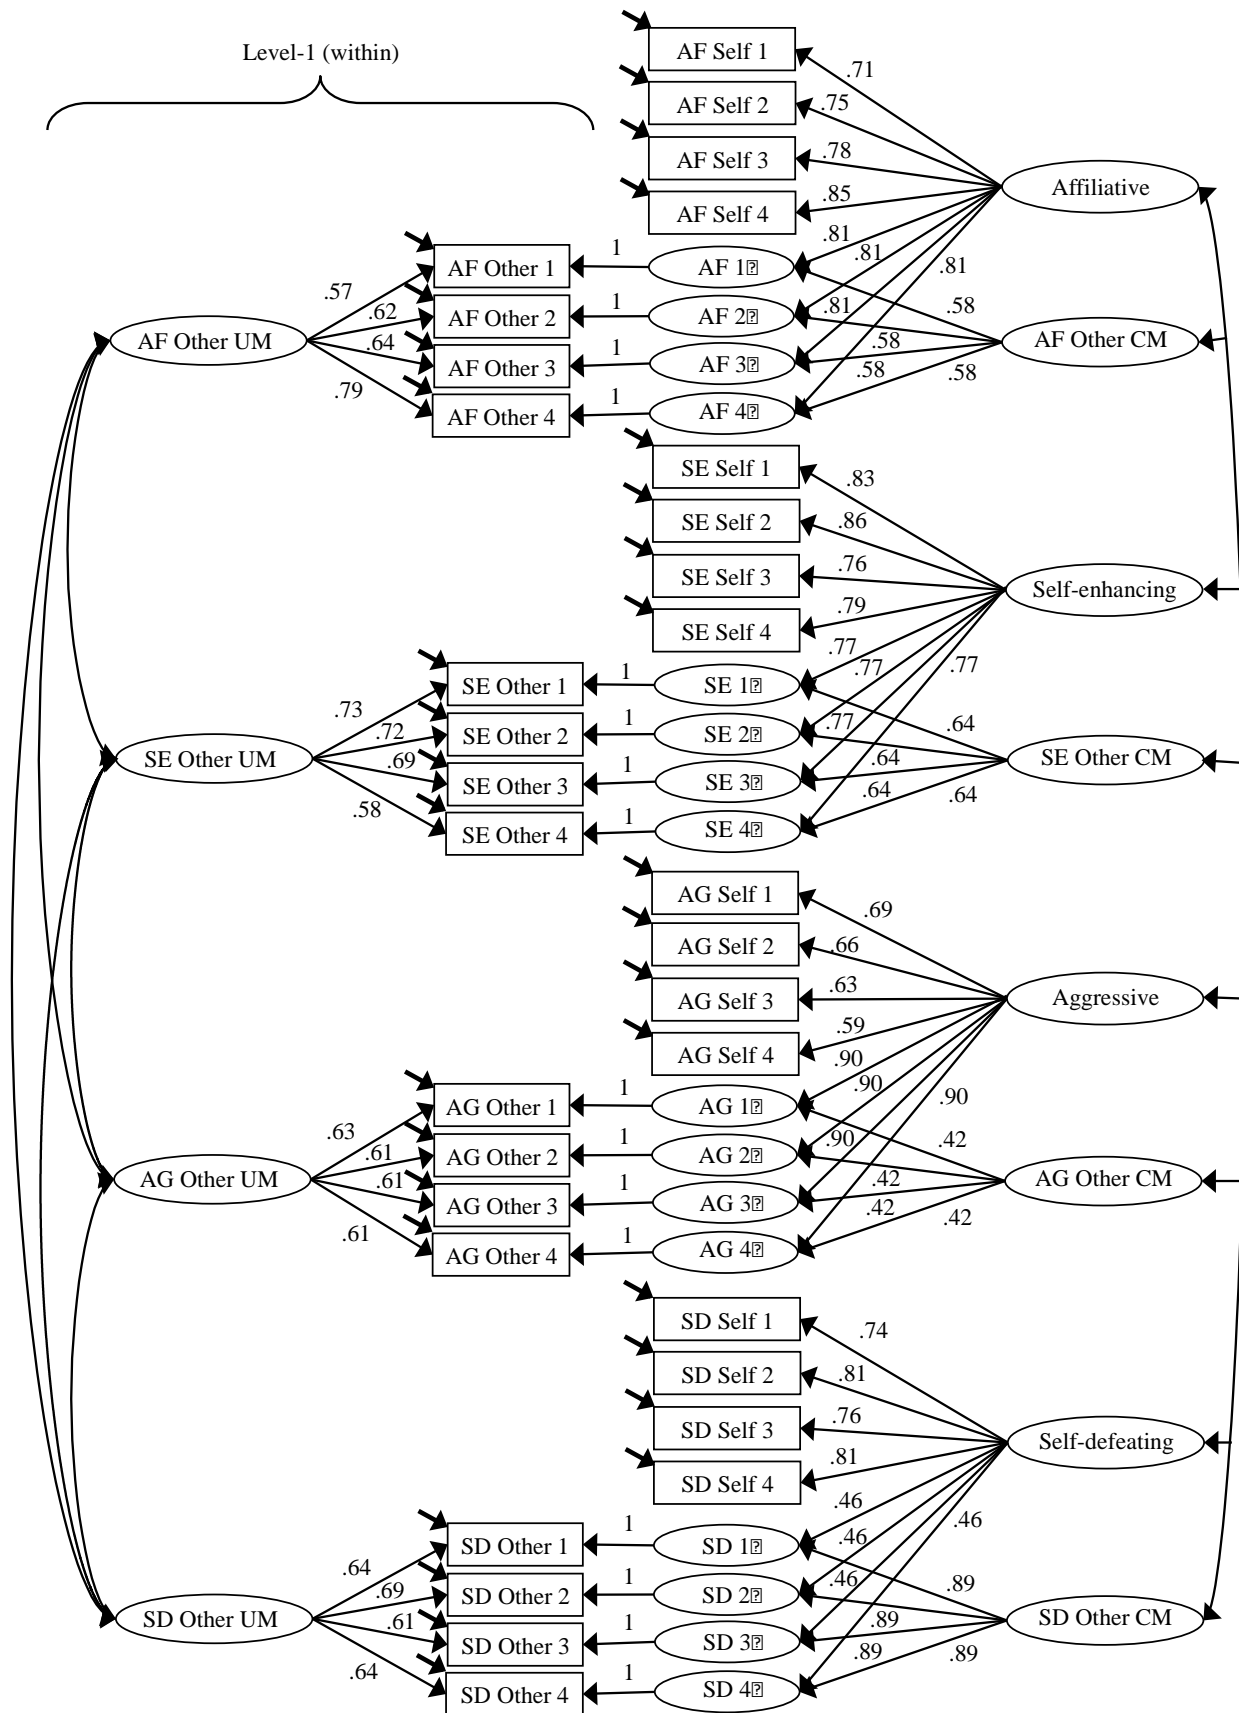 Level-1 (within)
AF Self 1
.71
AF Self 2
.75
AF Self 3
.78
AF Self 4
.85
Affiliative
.81
.81
.81
.81
AF Other 1
1
AF 1
AF Other 2
1
AF 2
AF Other 3
1
AF 3
AF Other 4
1
AF 4
.57
.62
.64
.79
AF Other UM
.58
.58
.58
.58
AF Other CM
SE Self 1
.83
SE Self 2
.86
SE Self 3
.76
SE Self 4
.79
Self-enhancing
.77
.77
.77
.77
SE Other 1
1
SE 1
SE Other 2
1
SE 2
SE Other 3
1
SE 3
SE Other 4
1
SE 4
.73
.72
.69
.58
SE Other UM
.64
.64
.64
.64
SE Other CM
AG Self 1
.69
AG Self 2
.66
AG Self 3
.63
AG Self 4
.59
Aggressive
.90
.90
.90
.90
AG Other 1
1
AG 1
AG Other 2
1
AG 2
AG Other 3
1
AG 3
AG Other 4
1
AG 4
.63
.61
.61
.61
AG Other UM
.42
.42
.42
.42
AG Other CM
SD Self 1
.74
SD Self 2
.81
SD Self 3
.76
SD Self 4
.81
Self-defeating
.46
.46
.46
.46
SD Other 1
1
SD 1
SD Other 2
1
SD 2
SD Other 3
1
SD 3
SD Other 4
1
SD 4
.64
.69
.61
.64
SD Other UM
.89
.89
.89
.89
SD Other CM